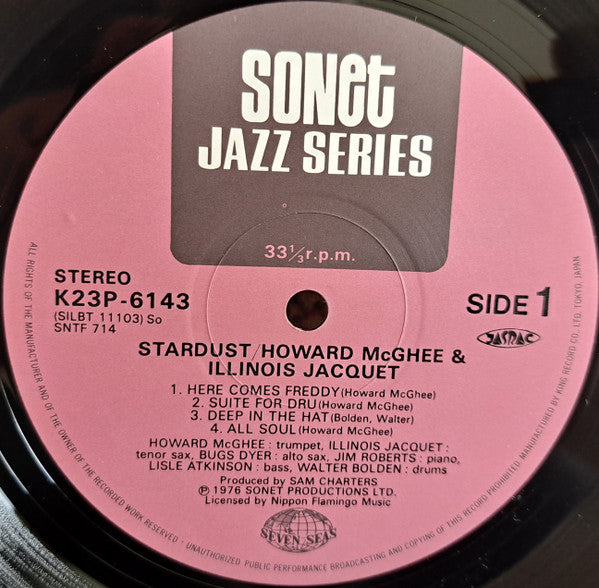 SONet
JAZZ SERIES
33⅓r.p.m.
STEREO
K23P-6143
(SILBT 11103) So
SNTF 714
SIDE 1
JASRAC
STARDUST/HOWARD McGHEE &
ILLINOIS JACQUET
1. HERE COMES FREDDY(Howard McGhee)
2. SUITE FOR DRU(Howard McGhee)
3. DEEP IN THE HAT(Bolden, Walter)
4. ALL SOUL(Howard McGhee)
HOWARD McGHEE : trumpet, ILLINOIS JACQUET :
tenor sax, BUGS DYER : alto sax, JIM ROBERTS : piano,
LISLE ATKINSON : bass, WALTER BOLDEN : drums
Produced by SAM CHARTERS
Ⓟ1976 SONET PRODUCTIONS LTD.
Licensed by Nippon Flamingo Music
SEVEN SEAS
ALL RIGHTS OF THE MANUFACTURER AND OF THE OWNER OF THE RECORDED WORK RESERVED · UNAUTHORIZED PUBLIC PERFORMANCE BROADCASTING AND COPYING OF THIS RECORD PROHIBITED. MANUFACTURED BY KING RECORD CO., LTD. TOKYO, JAPAN